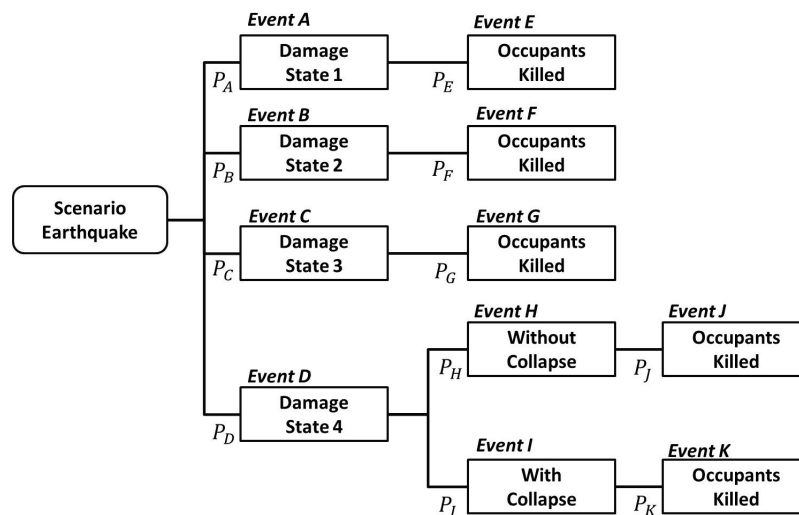 Event A
Damage
State 1
P_A
Event E
Occupants
Killed
P_E
Event B
Damage
State 2
P_B
Event F
Occupants
Killed
P_F
Scenario
Earthquake
Event C
Damage
State 3
P_C
Event G
Occupants
Killed
P_G
Event D
Damage
State 4
P_D
Event H
Without
Collapse
P_H
Event J
Occupants
Killed
P_J
Event I
With
Collapse
P_I
Event K
Occupants
Killed
P_K